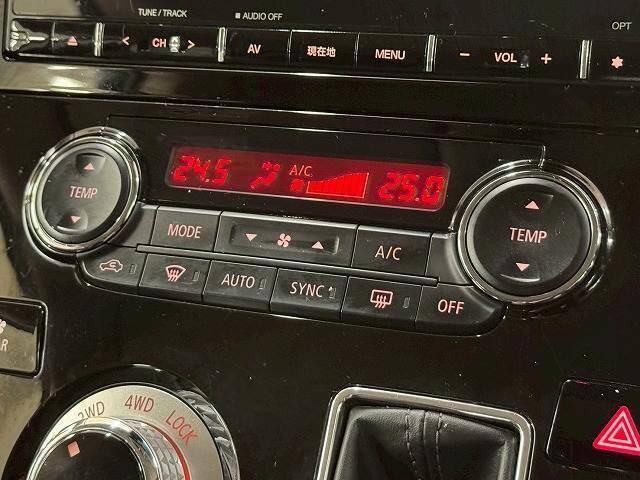 TUNE / TRACK
AUDIO OFF
OPT
CH
AV
現在地
MENU
VOL
24.5
A/C
25.0
TEMP
TEMP
MODE
A/C
AUTO
SYNC
OFF
2WD
4WD
LOCK